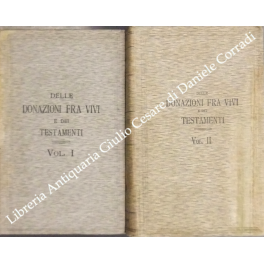 DELLE
DONAZIONI FRA VIVI
E DEI
TESTAMENTI
VOL. I
DELLE
DONAZIONI FRA VIVI
E DEI
TESTAMENTI
VOL. II
Libreria Antiquaria Giulio Cesare di Daniele Corradi